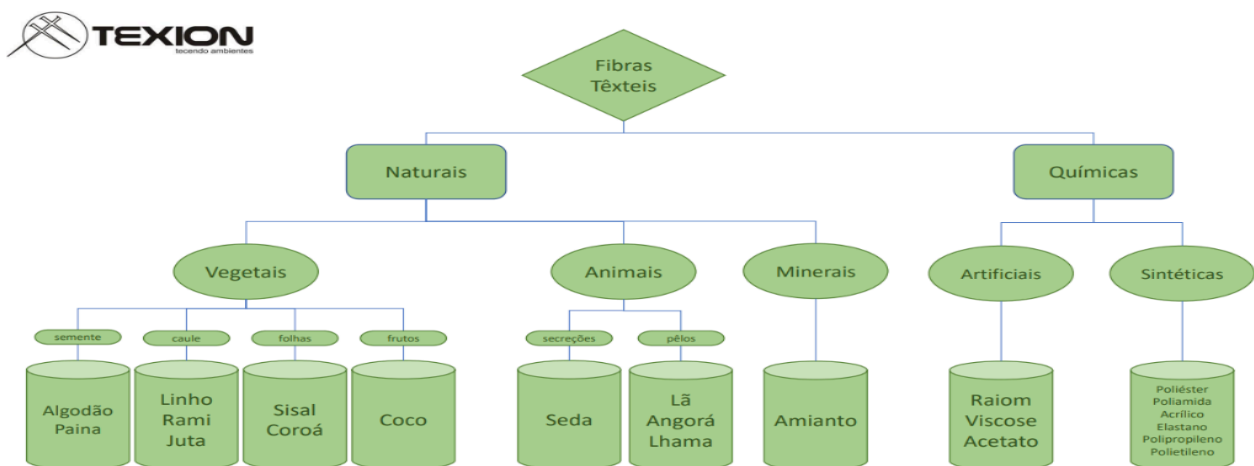 TEXION
tecendo ambientes
Fibras
Têxteis
Naturais
Químicas
Vegetais
Animais
Minerais
Artificiais
Sintéticas
semente
caule
folhas
frutos
secreções
pêlos
Algodão
Paina
Linho
Rami
Juta
Sisal
Coroá
Coco
Seda
Lã
Angorá
Lhama
Amianto
Raiom
Viscose
Acetato
Poliéster
Poliamida
Acrílico
Elastano
Polipropileno
Polietileno